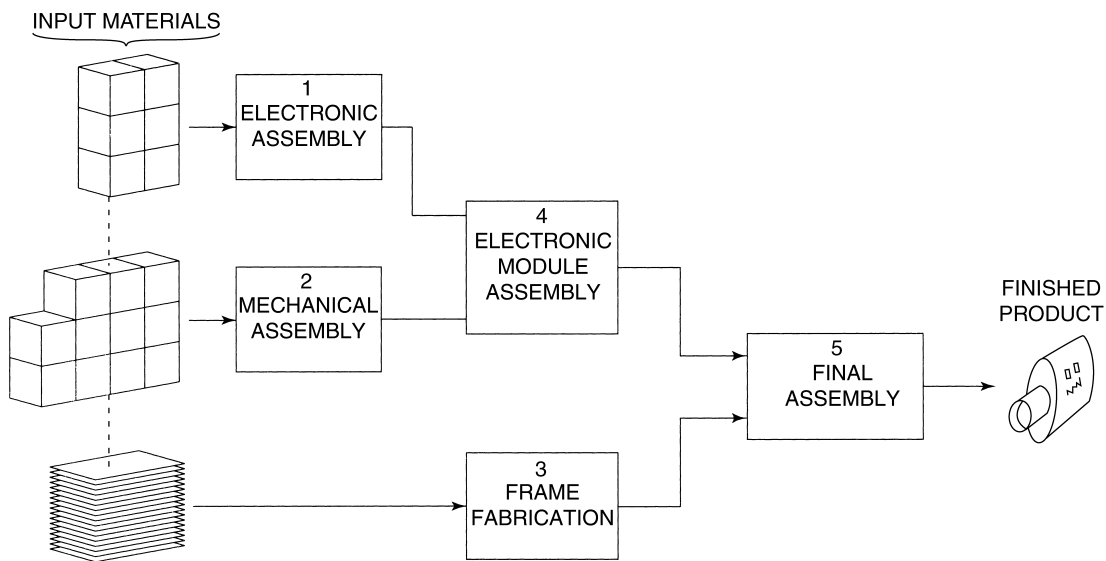 INPUT MATERIALS
1
ELECTRONIC
ASSEMBLY
2
MECHANICAL
ASSEMBLY
4
ELECTRONIC
MODULE
ASSEMBLY
3
FRAME
FABRICATION
5
FINAL
ASSEMBLY
FINISHED
PRODUCT